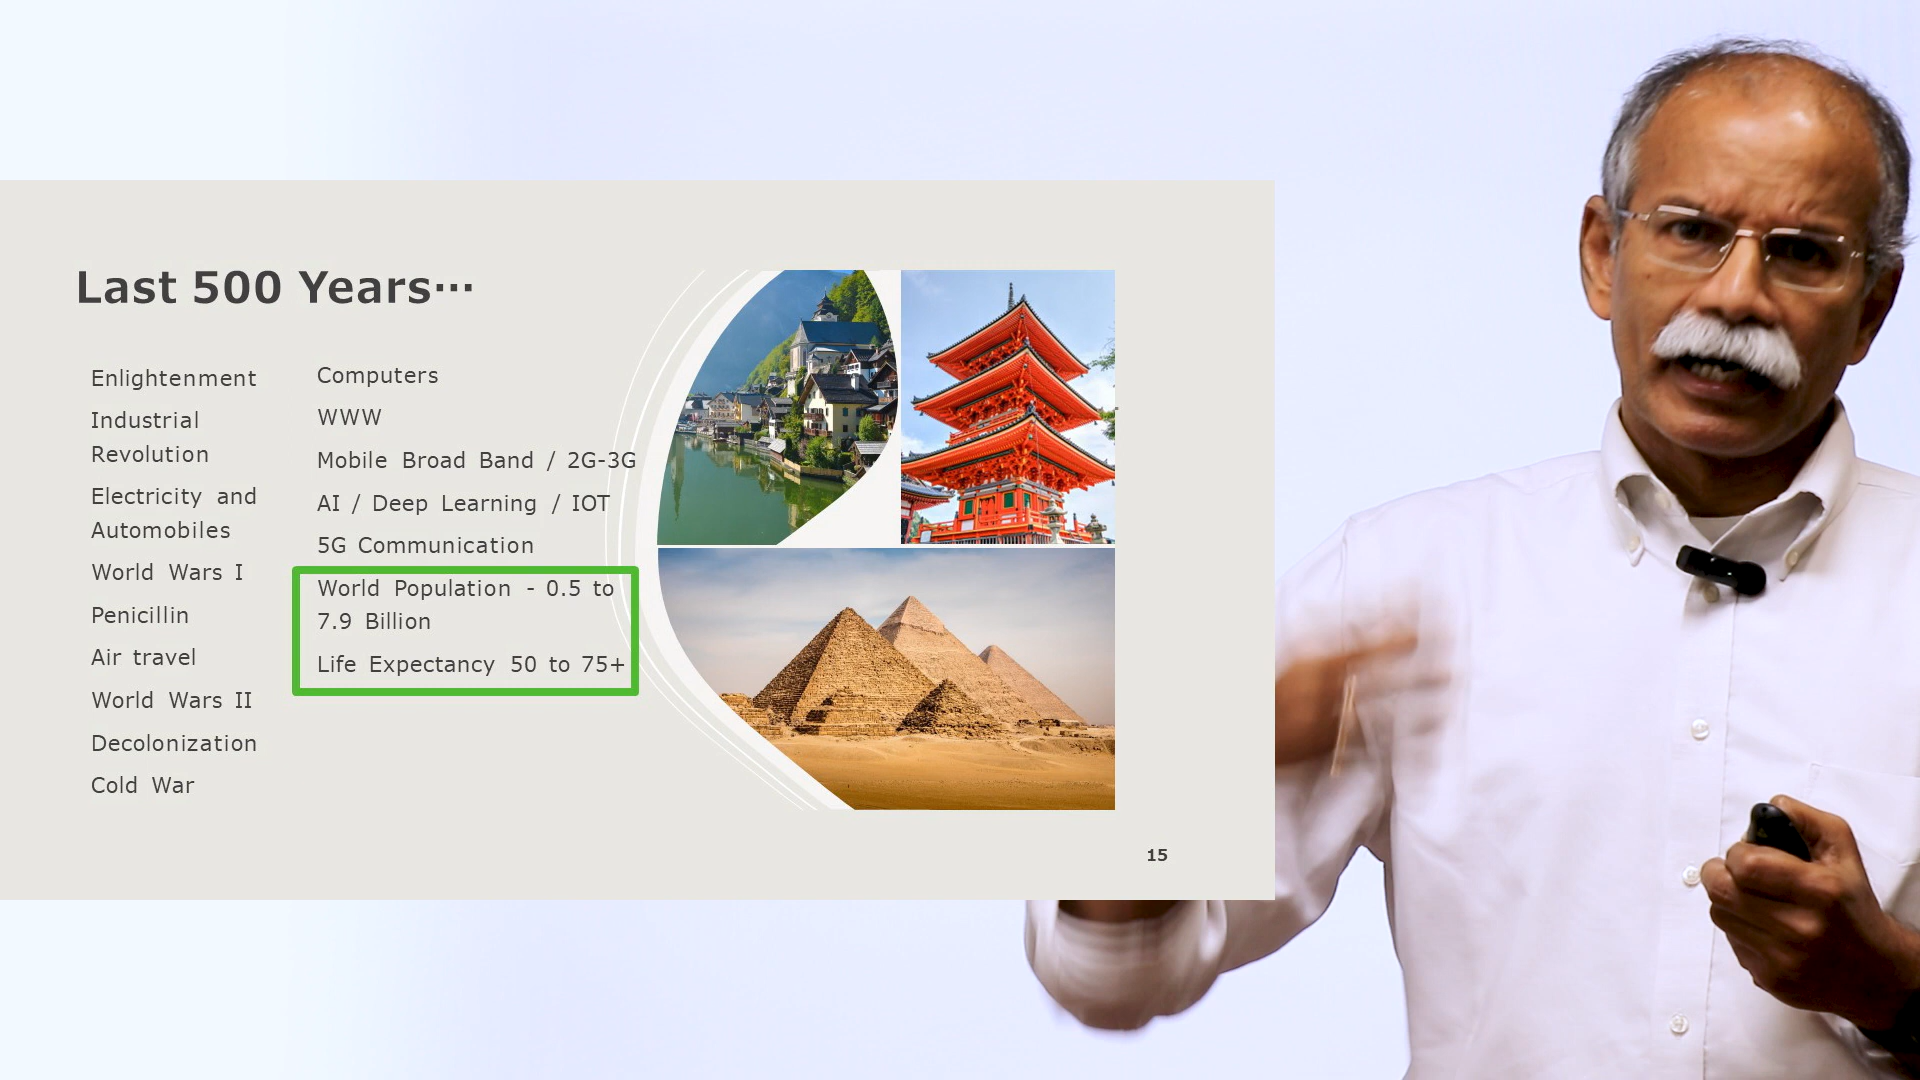 Last 500 Years...
Enlightenment
Industrial
Revolution
Electricity and
Automobiles
World Wars I
Penicillin
Air travel
World Wars II
Decolonization
Cold War
Computers
WWW
Mobile Broad Band / 2G-3G
AI / Deep Learning / IOT
5G Communication
World Population - 0.5 to
7.9 Billion
Life Expectancy 50 to 75+
15